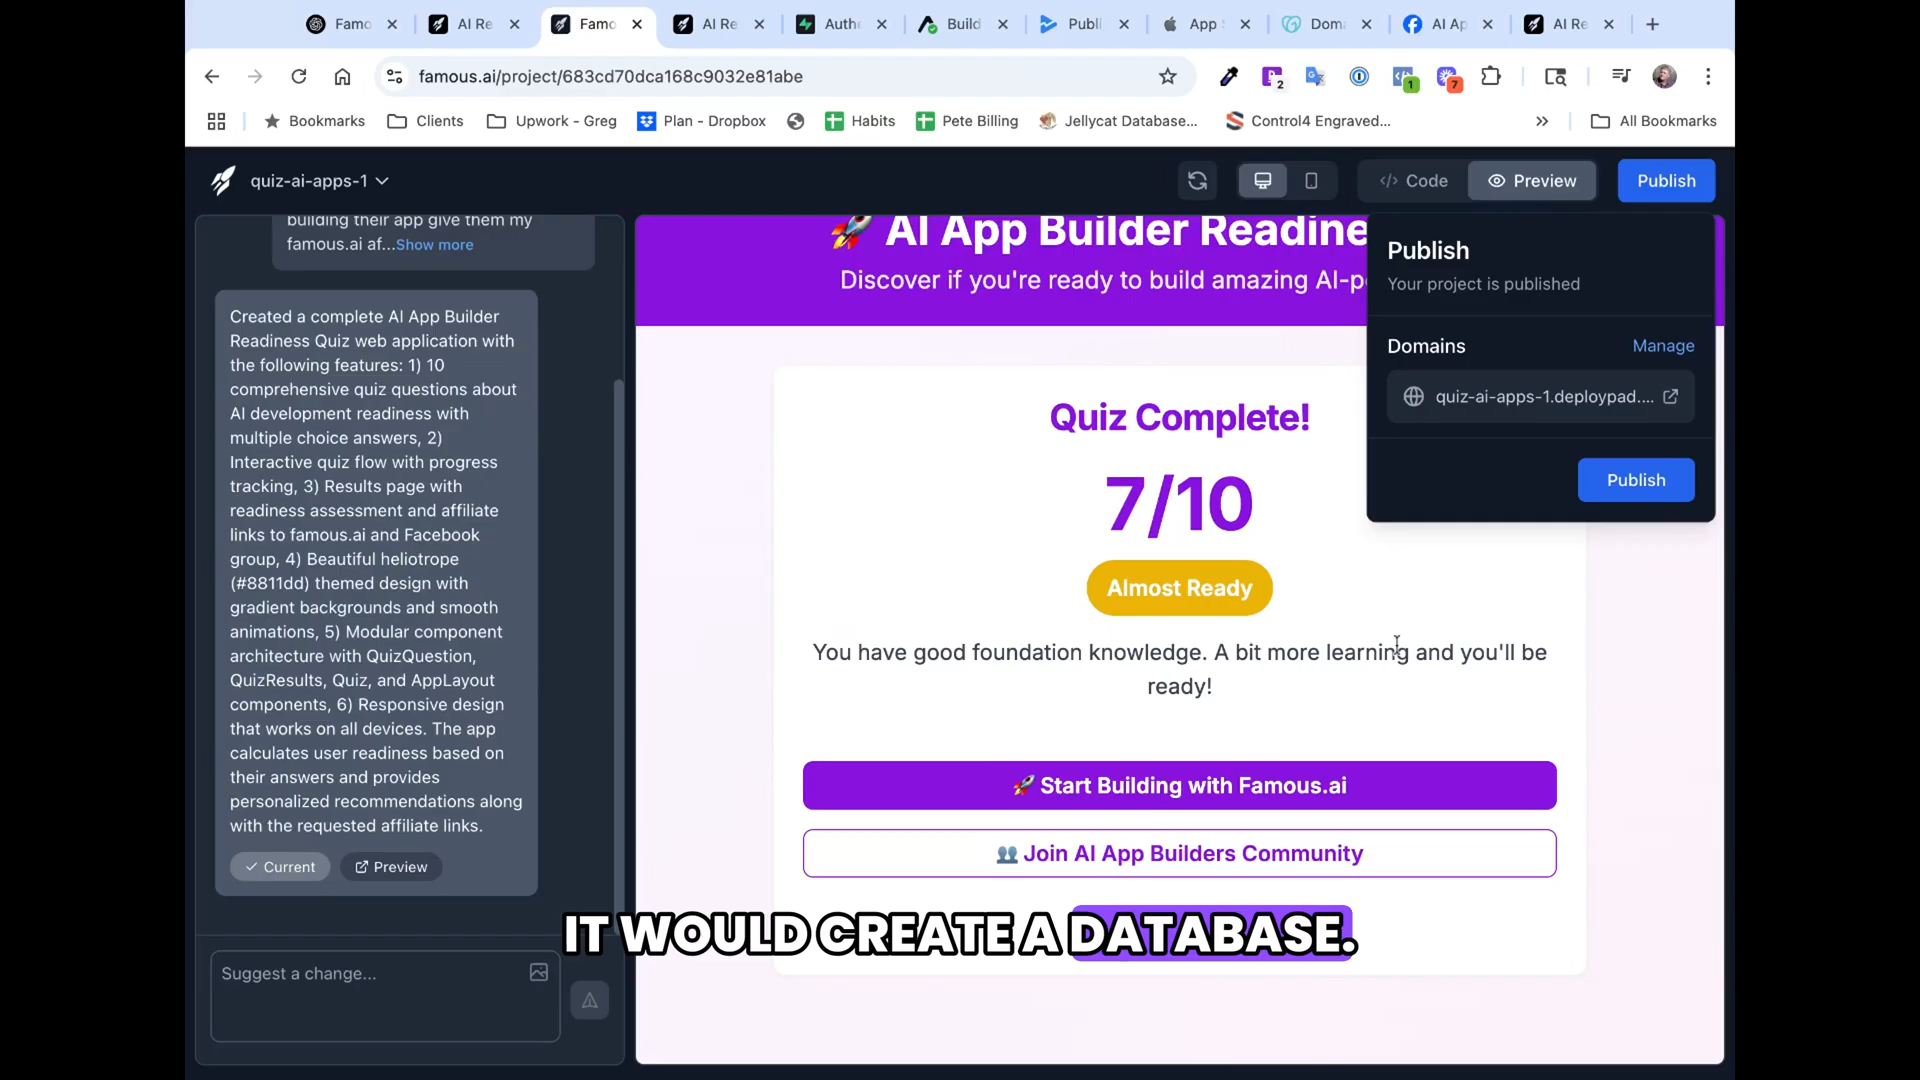 Famo
AI Re
Famo
AI Re
Authe
Build
Publi
App S
Doma
AI Ap
AI Re
famous.ai/project/683cd70dca168c9032e81abe
2
1
7
Bookmarks
Clients
Upwork - Greg
Plan - Dropbox
Habits
Pete Billing
Jellycat Database...
Control4 Engraved...
All Bookmarks
quiz-ai-apps-1
Code
Preview
Publish
building their app give them my
famous.ai af...Show more
Created a complete AI App Builder
Readiness Quiz web application with
the following features: 1) 10
comprehensive quiz questions about
AI development readiness with
multiple choice answers, 2)
Interactive quiz flow with progress
tracking, 3) Results page with
readiness assessment and affiliate
links to famous.ai and Facebook
group, 4) Beautiful heliotrope
(#8811dd) themed design with
gradient backgrounds and smooth
animations, 5) Modular component
architecture with QuizQuestion,
QuizResults, Quiz, and AppLayout
components, 6) Responsive design
that works on all devices. The app
calculates user readiness based on
their answers and provides
personalized recommendations along
with the requested affiliate links.
Current
Preview
Suggest a change...
🚀 AI App Builder Readine
Discover if you're ready to build amazing AI-p
Quiz Complete!
7/10
Almost Ready
You have good foundation knowledge. A bit more learning and you'll be
ready!
🚀 Start Building with Famous.ai
👥 Join AI App Builders Community
Publish
Your project is published
Domains
Manage
quiz-ai-apps-1.deploypad....
Publish
IT WOULD CREATE A DATABASE.